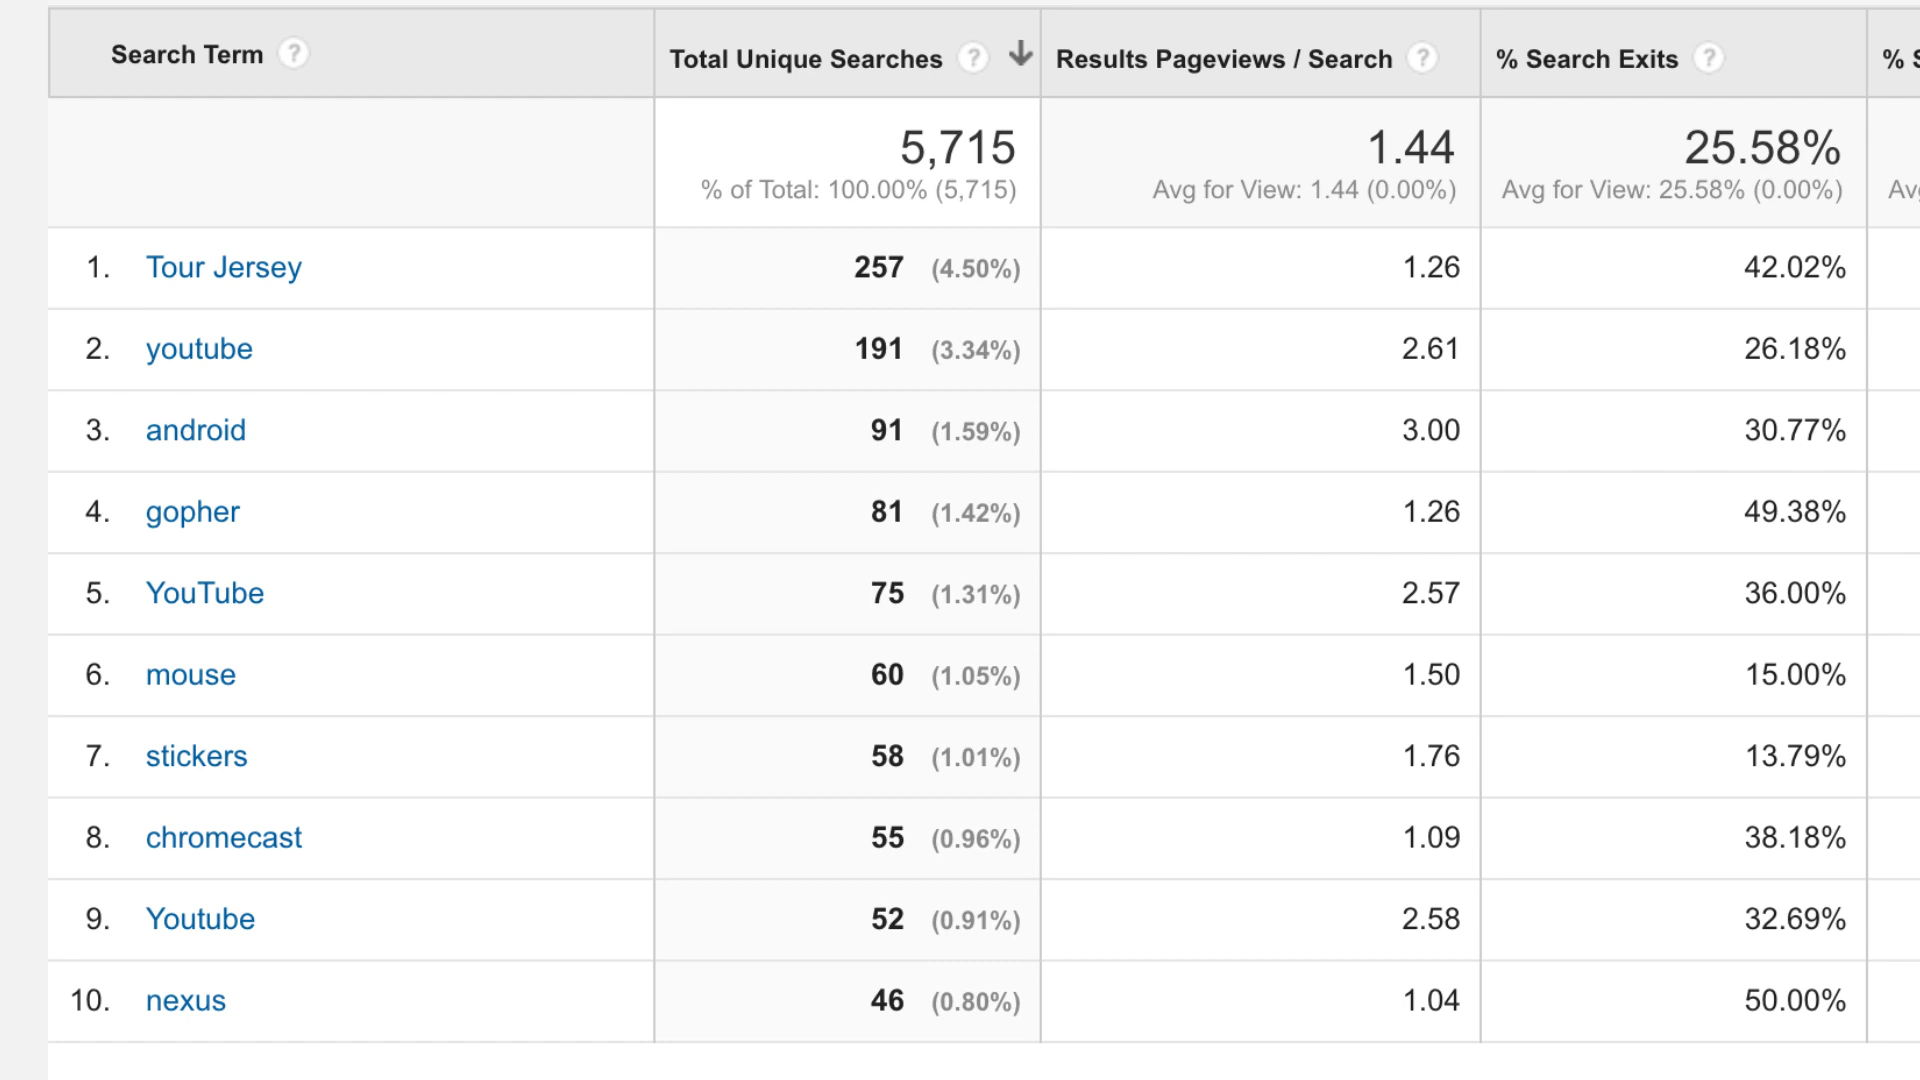 Search Term ? Total Unique Searches ? Results Pageviews / Search ? % Search Exits ? %
5,715 1.44 25.58%
% of Total: 100.00% (5,715) Avg for View: 1.44 (0.00%) Avg for View: 25.58% (0.00%)
1. Tour Jersey 257 (4.50%) 1.26 42.02%
2. youtube 191 (3.34%) 2.61 26.18%
3. android 91 (1.59%) 3.00 30.77%
4. gopher 81 (1.42%) 1.26 49.38%
5. YouTube 75 (1.31%) 2.57 36.00%
6. mouse 60 (1.05%) 1.50 15.00%
7. stickers 58 (1.01%) 1.76 13.79%
8. chromecast 55 (0.96%) 1.09 38.18%
9. Youtube 52 (0.91%) 2.58 32.69%
10. nexus 46 (0.80%) 1.04 50.00%